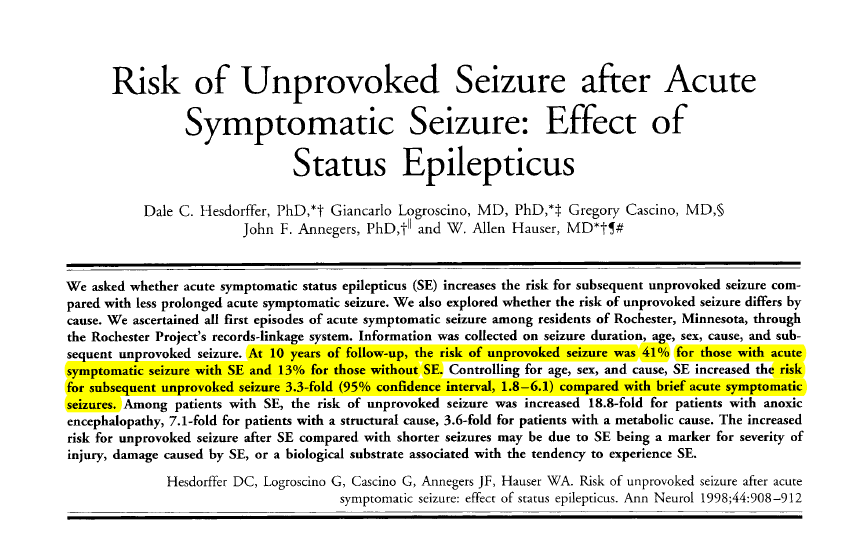 Risk of Unprovoked Seizure after Acute
Symptomatic Seizure: Effect of
Status Epilepticus
Dale C. Hesdorffer, PhD,*† Giancarlo Logroscino, MD, PhD,*‡ Gregory Cascino, MD,§
John F. Annegers, PhD,†‖ and W. Allen Hauser, MD*†¶#
We asked whether acute symptomatic status epilepticus (SE) increases the risk for subsequent unprovoked seizure com-
pared with less prolonged acute symptomatic seizure. We also explored whether the risk of unprovoked seizure differs by
cause. We ascertained all first episodes of acute symptomatic seizure among residents of Rochester, Minnesota, through
the Rochester Project's records-linkage system. Information was collected on seizure duration, age, sex, cause, and sub-
sequent unprovoked seizure. At 10 years of follow-up, the risk of unprovoked seizure was 41% for those with acute
symptomatic seizure with SE and 13% for those without SE. Controlling for age, sex, and cause, SE increased the risk
for subsequent unprovoked seizure 3.3-fold (95% confidence interval, 1.8–6.1) compared with brief acute symptomatic
seizures. Among patients with SE, the risk of unprovoked seizure was increased 18.8-fold for patients with anoxic
encephalopathy, 7.1-fold for patients with a structural cause, 3.6-fold for patients with a metabolic cause. The increased
risk for unprovoked seizure after SE compared with shorter seizures may be due to SE being a marker for severity of
injury, damage caused by SE, or a biological substrate associated with the tendency to experience SE.
Hesdorffer DC, Logroscino G, Cascino G, Annegers JF, Hauser WA. Risk of unprovoked seizure after acute
symptomatic seizure: effect of status epilepticus. Ann Neurol 1998;44:908–912